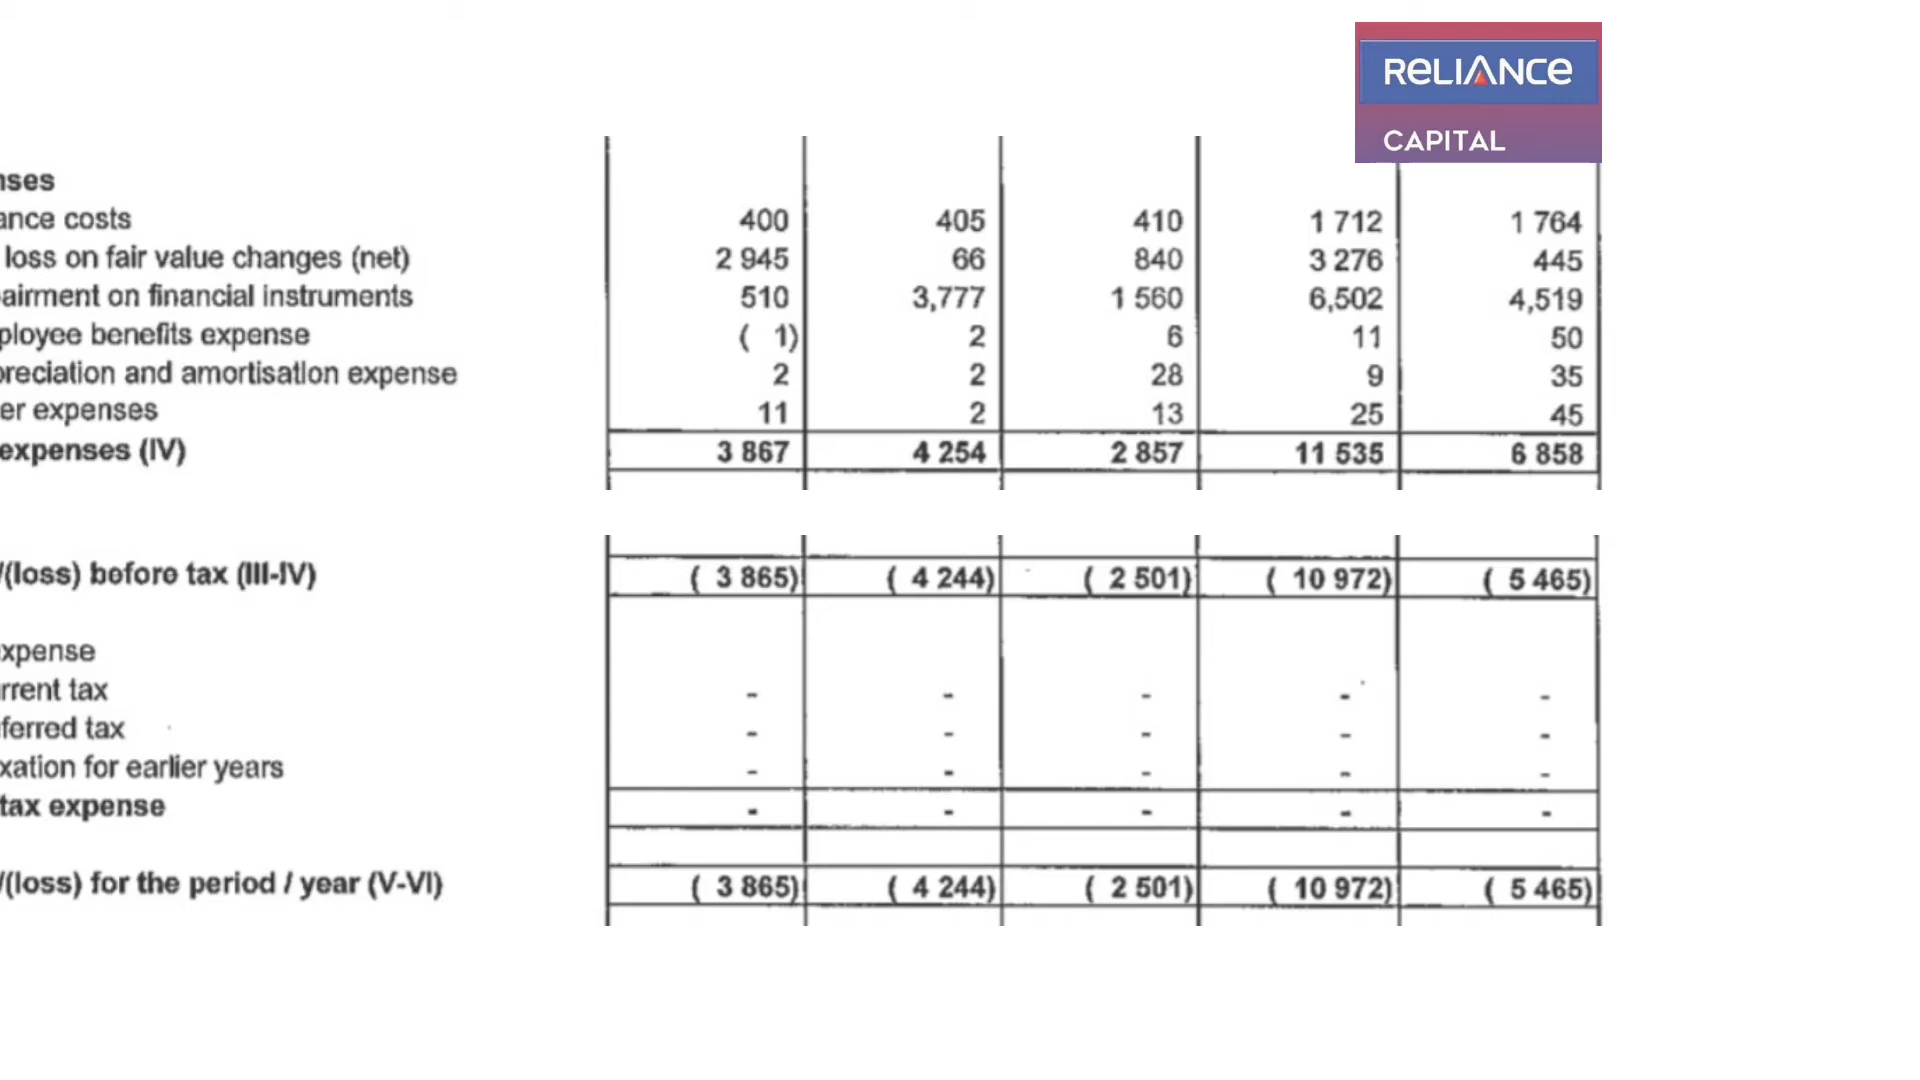 RELIANCE
CAPITAL
nses
ance costs 400 405 410 1 712 1 764
loss on fair value changes (net) 2 945 66 840 3 276 445
airment on financial instruments 510 3,777 1 560 6,502 4,519
ployee benefits expense ( 1) 2 6 11 50
preciation and amortisation expense 2 2 28 9 35
er expenses 11 2 13 25 45
expenses (IV) 3 867 4 254 2 857 11 535 6 858
/(loss) before tax (III-IV) ( 3 865) ( 4 244) ( 2 501) ( 10 972) ( 5 465)
xpense
rrent tax - - - - -
ferred tax - - - - -
xation for earlier years - - - - -
tax expense - - - - -
/(loss) for the period / year (V-VI) ( 3 865) ( 4 244) ( 2 501) ( 10 972) ( 5 465)